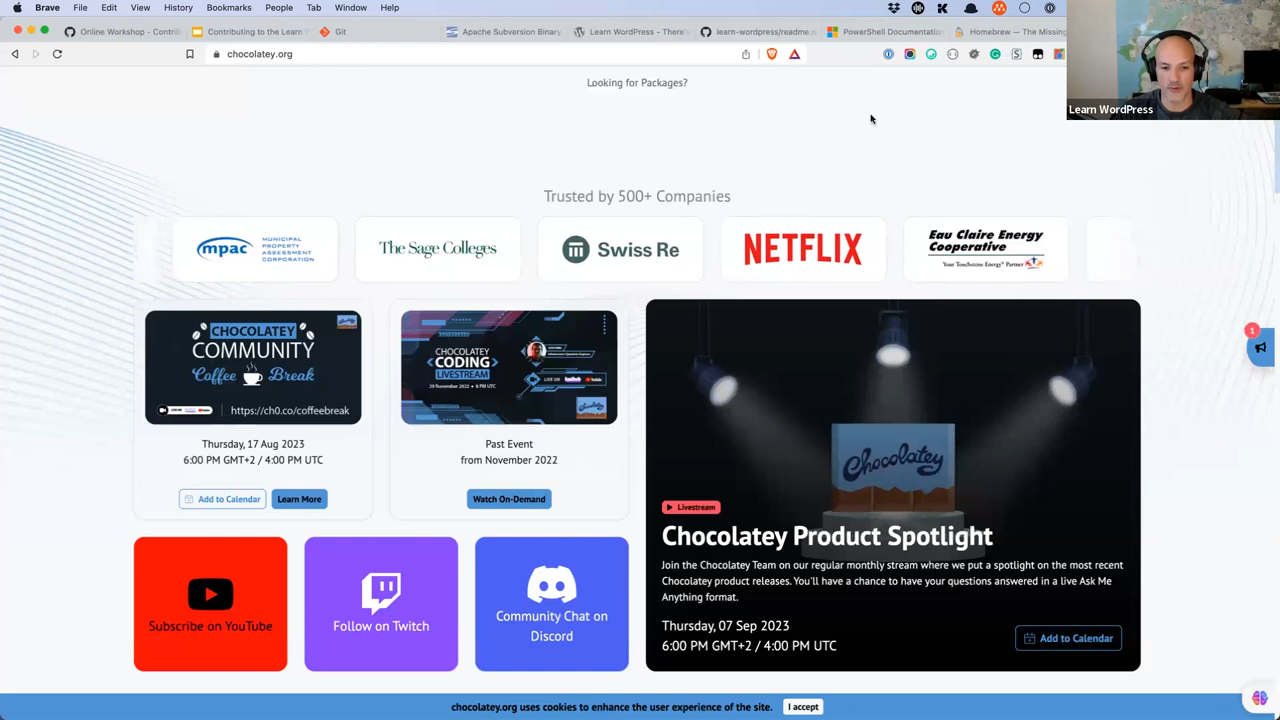 Brave File Edit View History Bookmarks People Tab Window Help
Online Workshop - Contrib
Contributing to the Learn
Git
Apache Subversion Binary
Learn WordPress - There'
learn-wordpress/readme.
PowerShell Documentation
Homebrew — The Missing
chocolatey.org
Learn WordPress
Looking for Packages?
Trusted by 500+ Companies
mpac MUNICIPAL
PROPERTY
ASSESSMENT
CORPORATION
The Sage Colleges
Swiss Re
NETFLIX
Eau Claire Energy
Cooperative
Your Touchstone Energy® Partner
1
CHOCOLATEY
COMMUNITY
Coffee Break
https://ch0.co/coffeebreak
Thursday, 17 Aug 2023
6:00 PM GMT+2 / 4:00 PM UTC
Add to Calendar
Learn More
CHOCOLATEY
CODING
LIVESTREAM
Past Event
from November 2022
Watch On-Demand
Chocolatey
Livestream
Chocolatey Product Spotlight
Join the Chocolatey Team on our regular monthly stream where we put a spotlight on the most recent
Chocolatey product releases. You'll have a chance to have your questions answered in a live Ask Me
Anything format.
Thursday, 07 Sep 2023
6:00 PM GMT+2 / 4:00 PM UTC
Add to Calendar
Subscribe on YouTube
Follow on Twitch
Community Chat on
Discord
chocolatey.org uses cookies to enhance the user experience of the site.
I accept